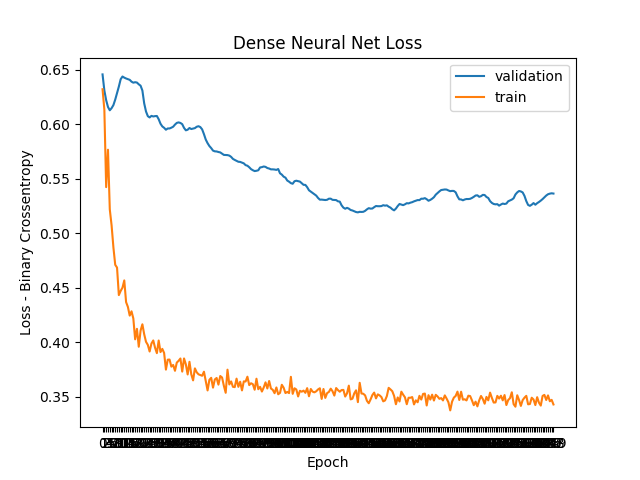 Dense Neural Net Loss
validation
train
0.65
0.60
0.55
0.50
0.45
0.40
0.35
Loss - Binary Crossentropy
Epoch